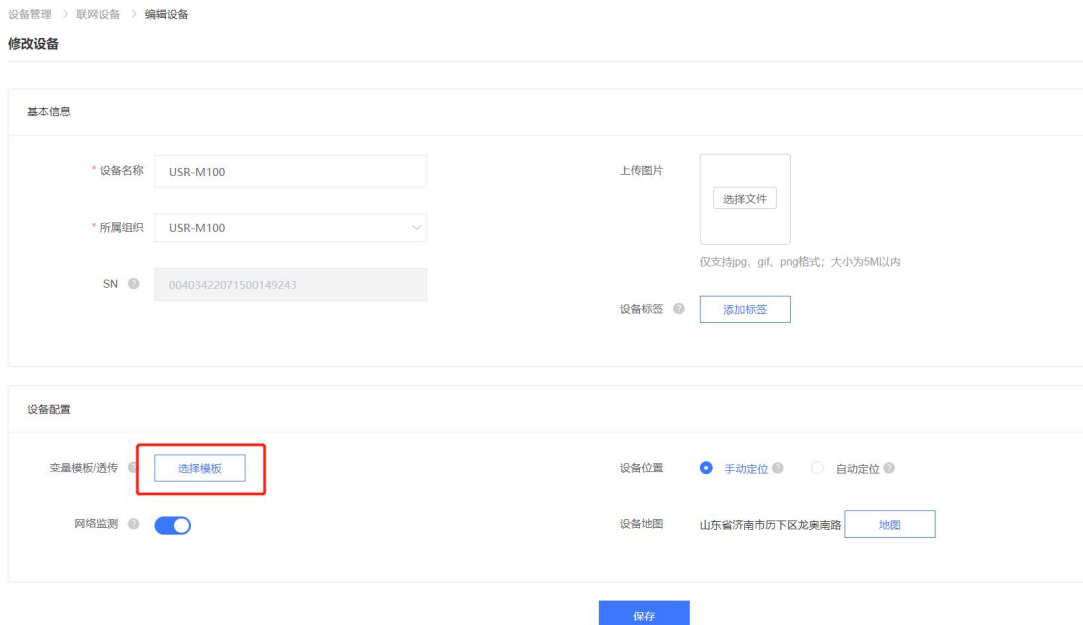 设备管理 > 联网设备 > 编辑设备
修改设备
基本信息
* 设备名称 USR-M100
* 所属组织 USR-M100
SN ? 00403422071500149243
上传图片 选择文件
仅支持jpg、gif、png格式；大小为5M以内
设备标签 ? 添加标签
设备配置
变量模板/透传 ? 选择模板
网络监测 ?
设备位置 手动定位 ? 自动定位 ?
设备地图 山东省济南市历下区龙奥南路 地图
保存